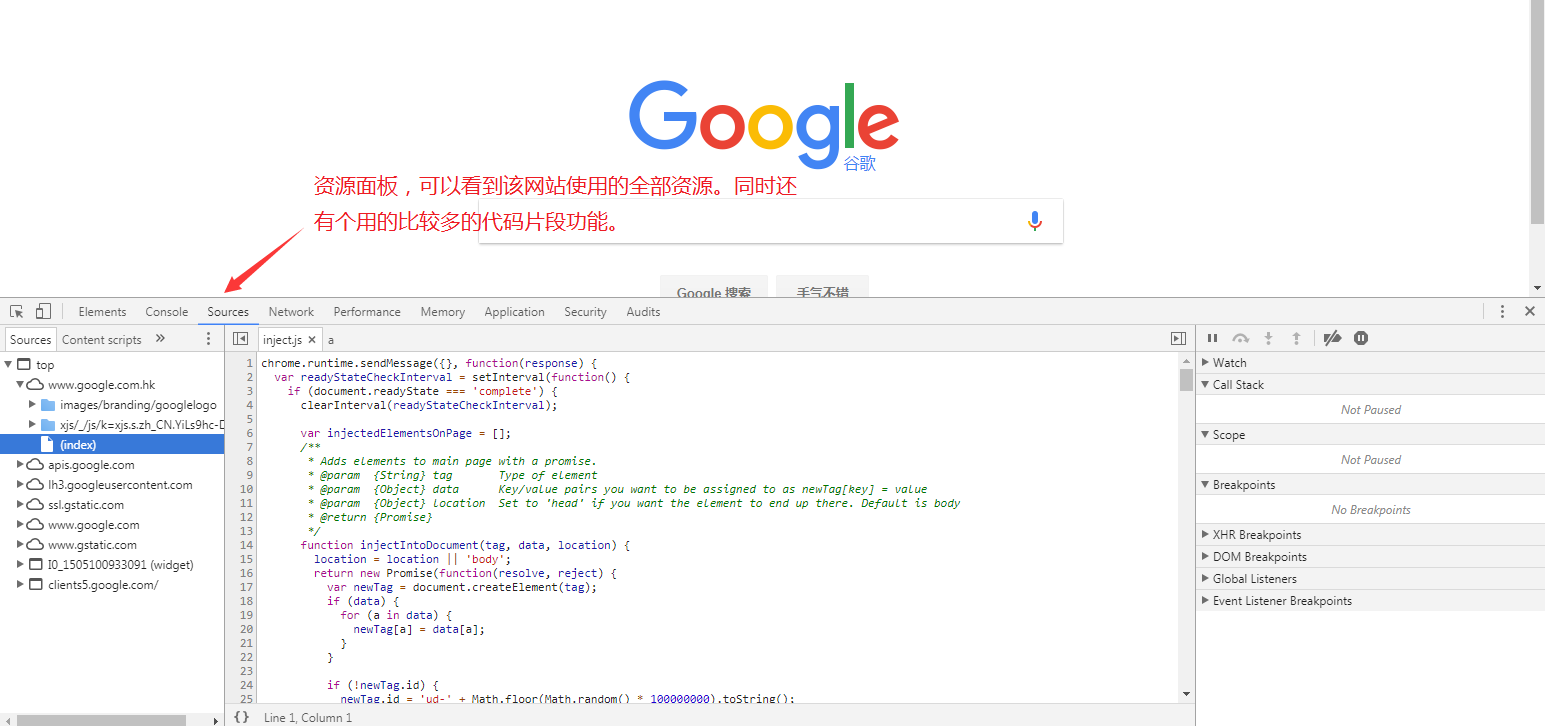 Google
谷歌
资源面板，可以看到该网站使用的全部资源。同时还
有个用的比较多的代码片段功能。
Google 搜索
手气不错
Elements Console Sources Network Performance Memory Application Security Audits
Sources Content scripts »
top
www.google.com.hk
images/branding/googlelogo
xjs/_/js/k=xjs.s.zh_CN.YiLs9hc-D
(index)
apis.google.com
lh3.googleusercontent.com
ssl.gstatic.com
www.google.com
www.gstatic.com
I0_1505100933091 (widget)
clients5.google.com/
inject.js × a
1 chrome.runtime.sendMessage({}, function(response) {
2 var readyStateCheckInterval = setInterval(function() {
3 if (document.readyState === 'complete') {
4 clearInterval(readyStateCheckInterval);
5
6 var injectedElementsOnPage = [];
7 /**
8 * Adds elements to main page with a promise.
9 * @param {String} tag Type of element
10 * @param {Object} data Key/value pairs you want to be assigned to as newTag[key] = value
11 * @param {Object} location Set to 'head' if you want the element to end up there. Default is body
12 * @return {Promise}
13 */
14 function injectIntoDocument(tag, data, location) {
15 location = location || 'body';
16 return new Promise(function(resolve, reject) {
17 var newTag = document.createElement(tag);
18 if (data) {
19 for (a in data) {
20 newTag[a] = data[a];
21 }
22 }
23
24 if (!newTag.id) {
25 newTag.id = 'ud-' + Math.floor(Math.random() * 100000000).toString();
{} Line 1, Column 1
Watch
Call Stack
Not Paused
Scope
Not Paused
Breakpoints
No Breakpoints
XHR Breakpoints
DOM Breakpoints
Global Listeners
Event Listener Breakpoints